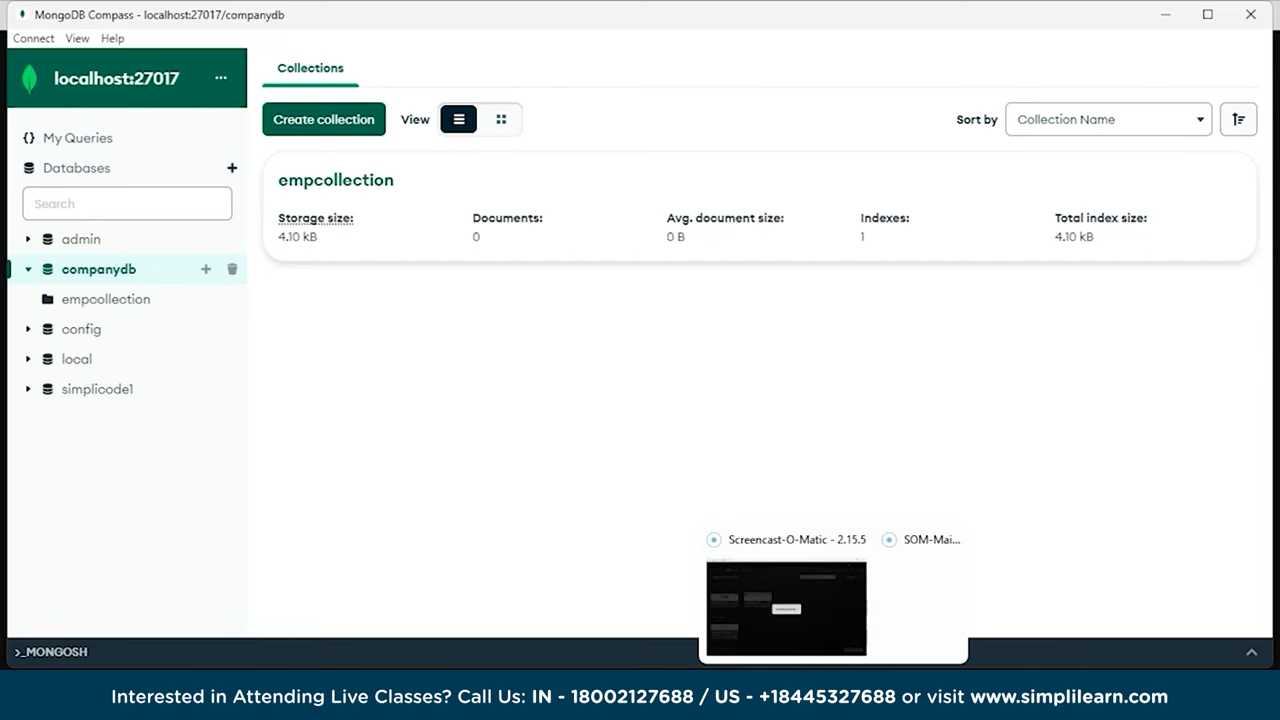 MongoDB Compass - localhost:27017/companydb
Connect View Help
localhost:27017 ...
Collections
Create collection View Sort by Collection Name
{} My Queries
Databases +
Search
admin
companydb +
empcollection
config
local
simplicode1
empcollection
Storage size: Documents: Avg. document size: Indexes: Total index size:
4.10 kB 0 0 B 1 4.10 kB
Screencast-O-Matic - 2.15.5 SOM-Mai...
>_MONGOSH
Interested in Attending Live Classes? Call Us: IN - 18002127688 / US - +18445327688 or visit www.simplilearn.com